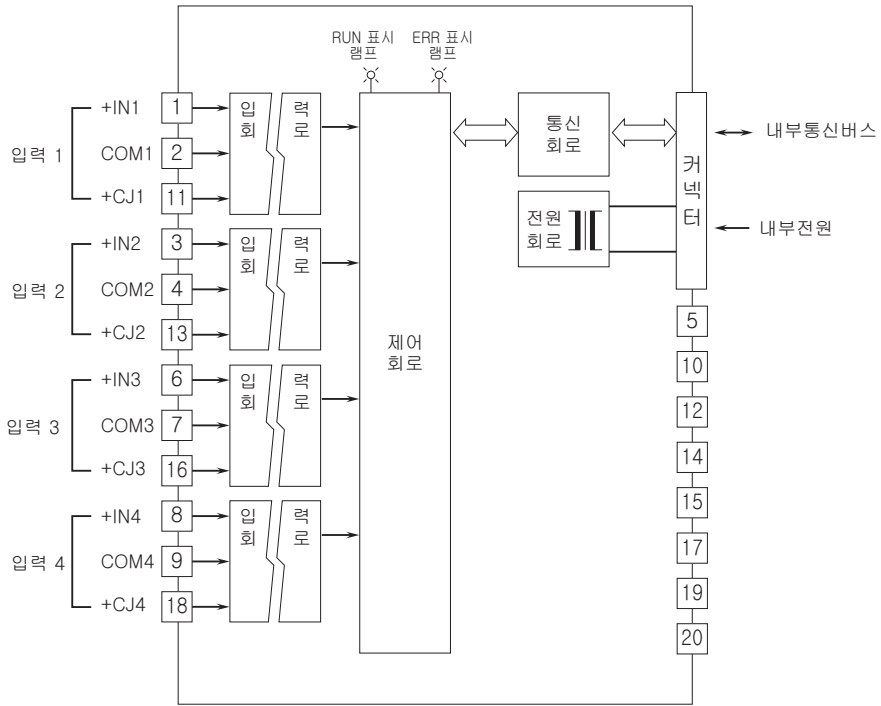 RUN 표시
램프
ERR 표시
램프
입력 1
+IN1
1
COM1
2
+CJ1
11
입 력
회 로
입력 2
+IN2
3
COM2
4
+CJ2
13
입 력
회 로
입력 3
+IN3
6
COM3
7
+CJ3
16
입 력
회 로
입력 4
+IN4
8
COM4
9
+CJ4
18
입 력
회 로
제어
회로
통신
회로
전원
회로
커
넥
터
내부통신버스
내부전원
5
10
12
14
15
17
19
20